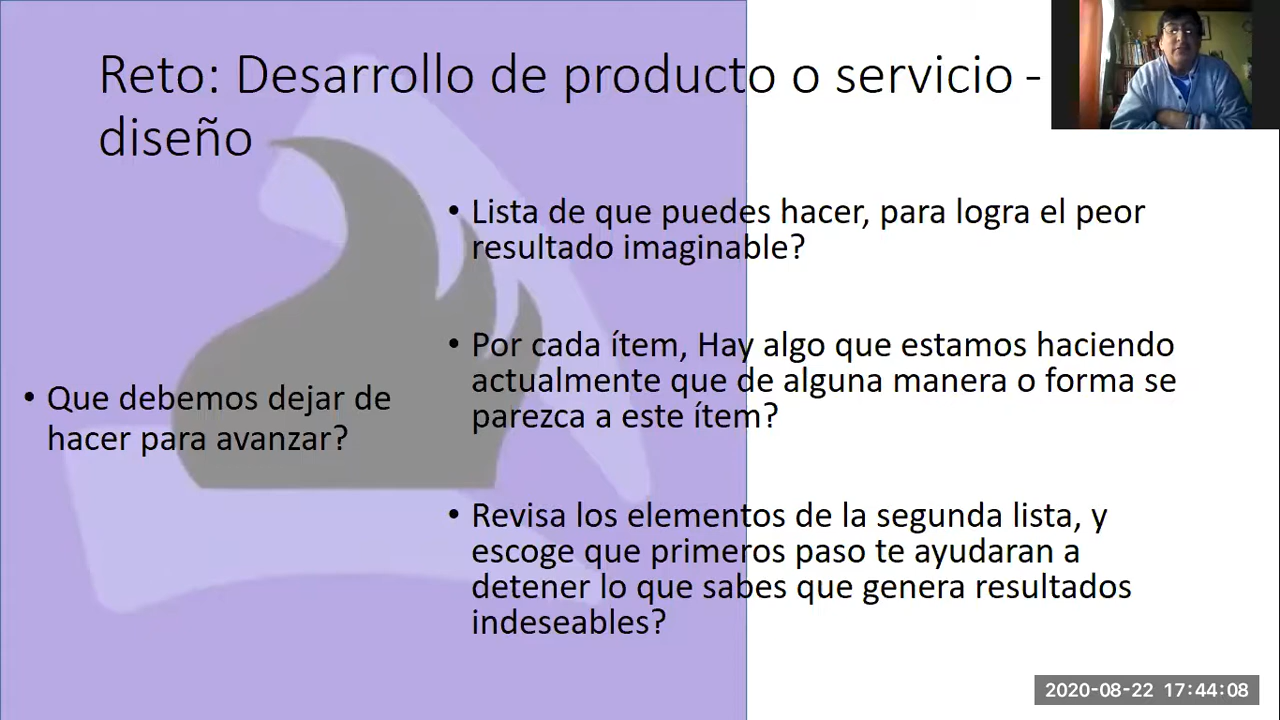 Reto: Desarrollo de producto o servicio -
diseño
• Que debemos dejar de
hacer para avanzar?
• Lista de que puedes hacer, para logra el peor
resultado imaginable?
• Por cada ítem, Hay algo que estamos haciendo
actualmente que de alguna manera o forma se
parezca a este ítem?
• Revisa los elementos de la segunda lista, y
escoge que primeros paso te ayudaran a
detener lo que sabes que genera resultados
indeseables?
2020-08-22 17:44:08